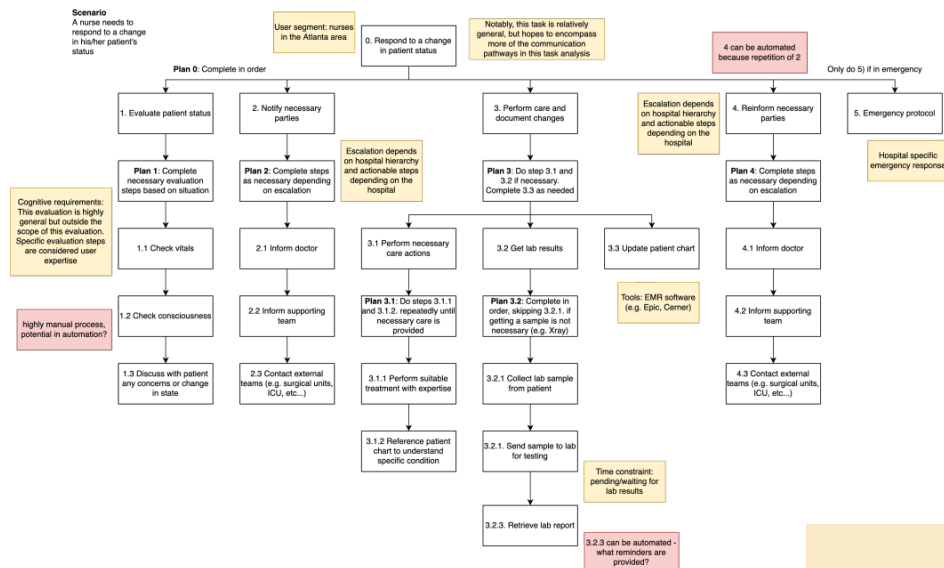 Scenario
A nurse needs to
respond to a change
in his/her patient's
status
User segment: nurses
in the Atlanta area
0. Respond to a change
in patient status
Notably, this task is relatively
general, but hopes to encompass
more of the communication
pathways in this task analysis
4 can be automated
because repetition of 2
Plan 0: Complete in order
Only do 5) if in emergency
1. Evaluate patient status
2. Notify necessary
parties
3. Perform care and
document changes
Escalation depends
on hospital hierarchy
and actionable steps
depending on the
hospital
4. Reinform necessary
parties
5. Emergency protocol
Plan 1: Complete
necessary evaluation
steps based on situation
Plan 2: Complete steps
as necessary depending
on escalation
Escalation depends
on hospital hierarchy
and actionable steps
depending on the
hospital
Plan 3: Do step 3.1 and
3.2 if necessary.
Complete 3.3 as needed
Plan 4: Complete steps
as necessary depending
on escalation
Hospital specific
emergency response
Cognitive requirements:
This evaluation is highly
general but outside the
scope of this evaluation.
Specific evaluation steps
are considered user
expertise
1.1 Check vitals
2.1 Inform doctor
3.1 Perform necessary
care actions
3.2 Get lab results
3.3 Update patient chart
4.1 Inform doctor
highly manual process,
potential in automation?
1.2 Check consciousness
2.2 Inform supporting
team
Plan 3.1: Do steps 3.1.1
and 3.1.2. repeatedly until
necessary care is
provided
Plan 3.2: Complete in
order, skipping 3.2.1. if
getting a sample is not
necessary (e.g. Xray)
Tools: EMR software
(e.g. Epic, Cerner)
4.2 Inform supporting
team
1.3 Discuss with patient
any concerns or change
in state
2.3 Contact external
teams (e.g. surgical units,
ICU, etc...)
3.1.1 Perform suitable
treatment with expertise
3.2.1 Collect lab sample
from patient
4.3 Contact external
teams (e.g. surgical units,
ICU, etc...)
3.1.2 Reference patient
chart to understand
specific condition
3.2.1. Send sample to lab
for testing
Time constraint:
pending/waiting for
lab results
3.2.3. Retrieve lab report
3.2.3 can be automated -
what reminders are
provided?